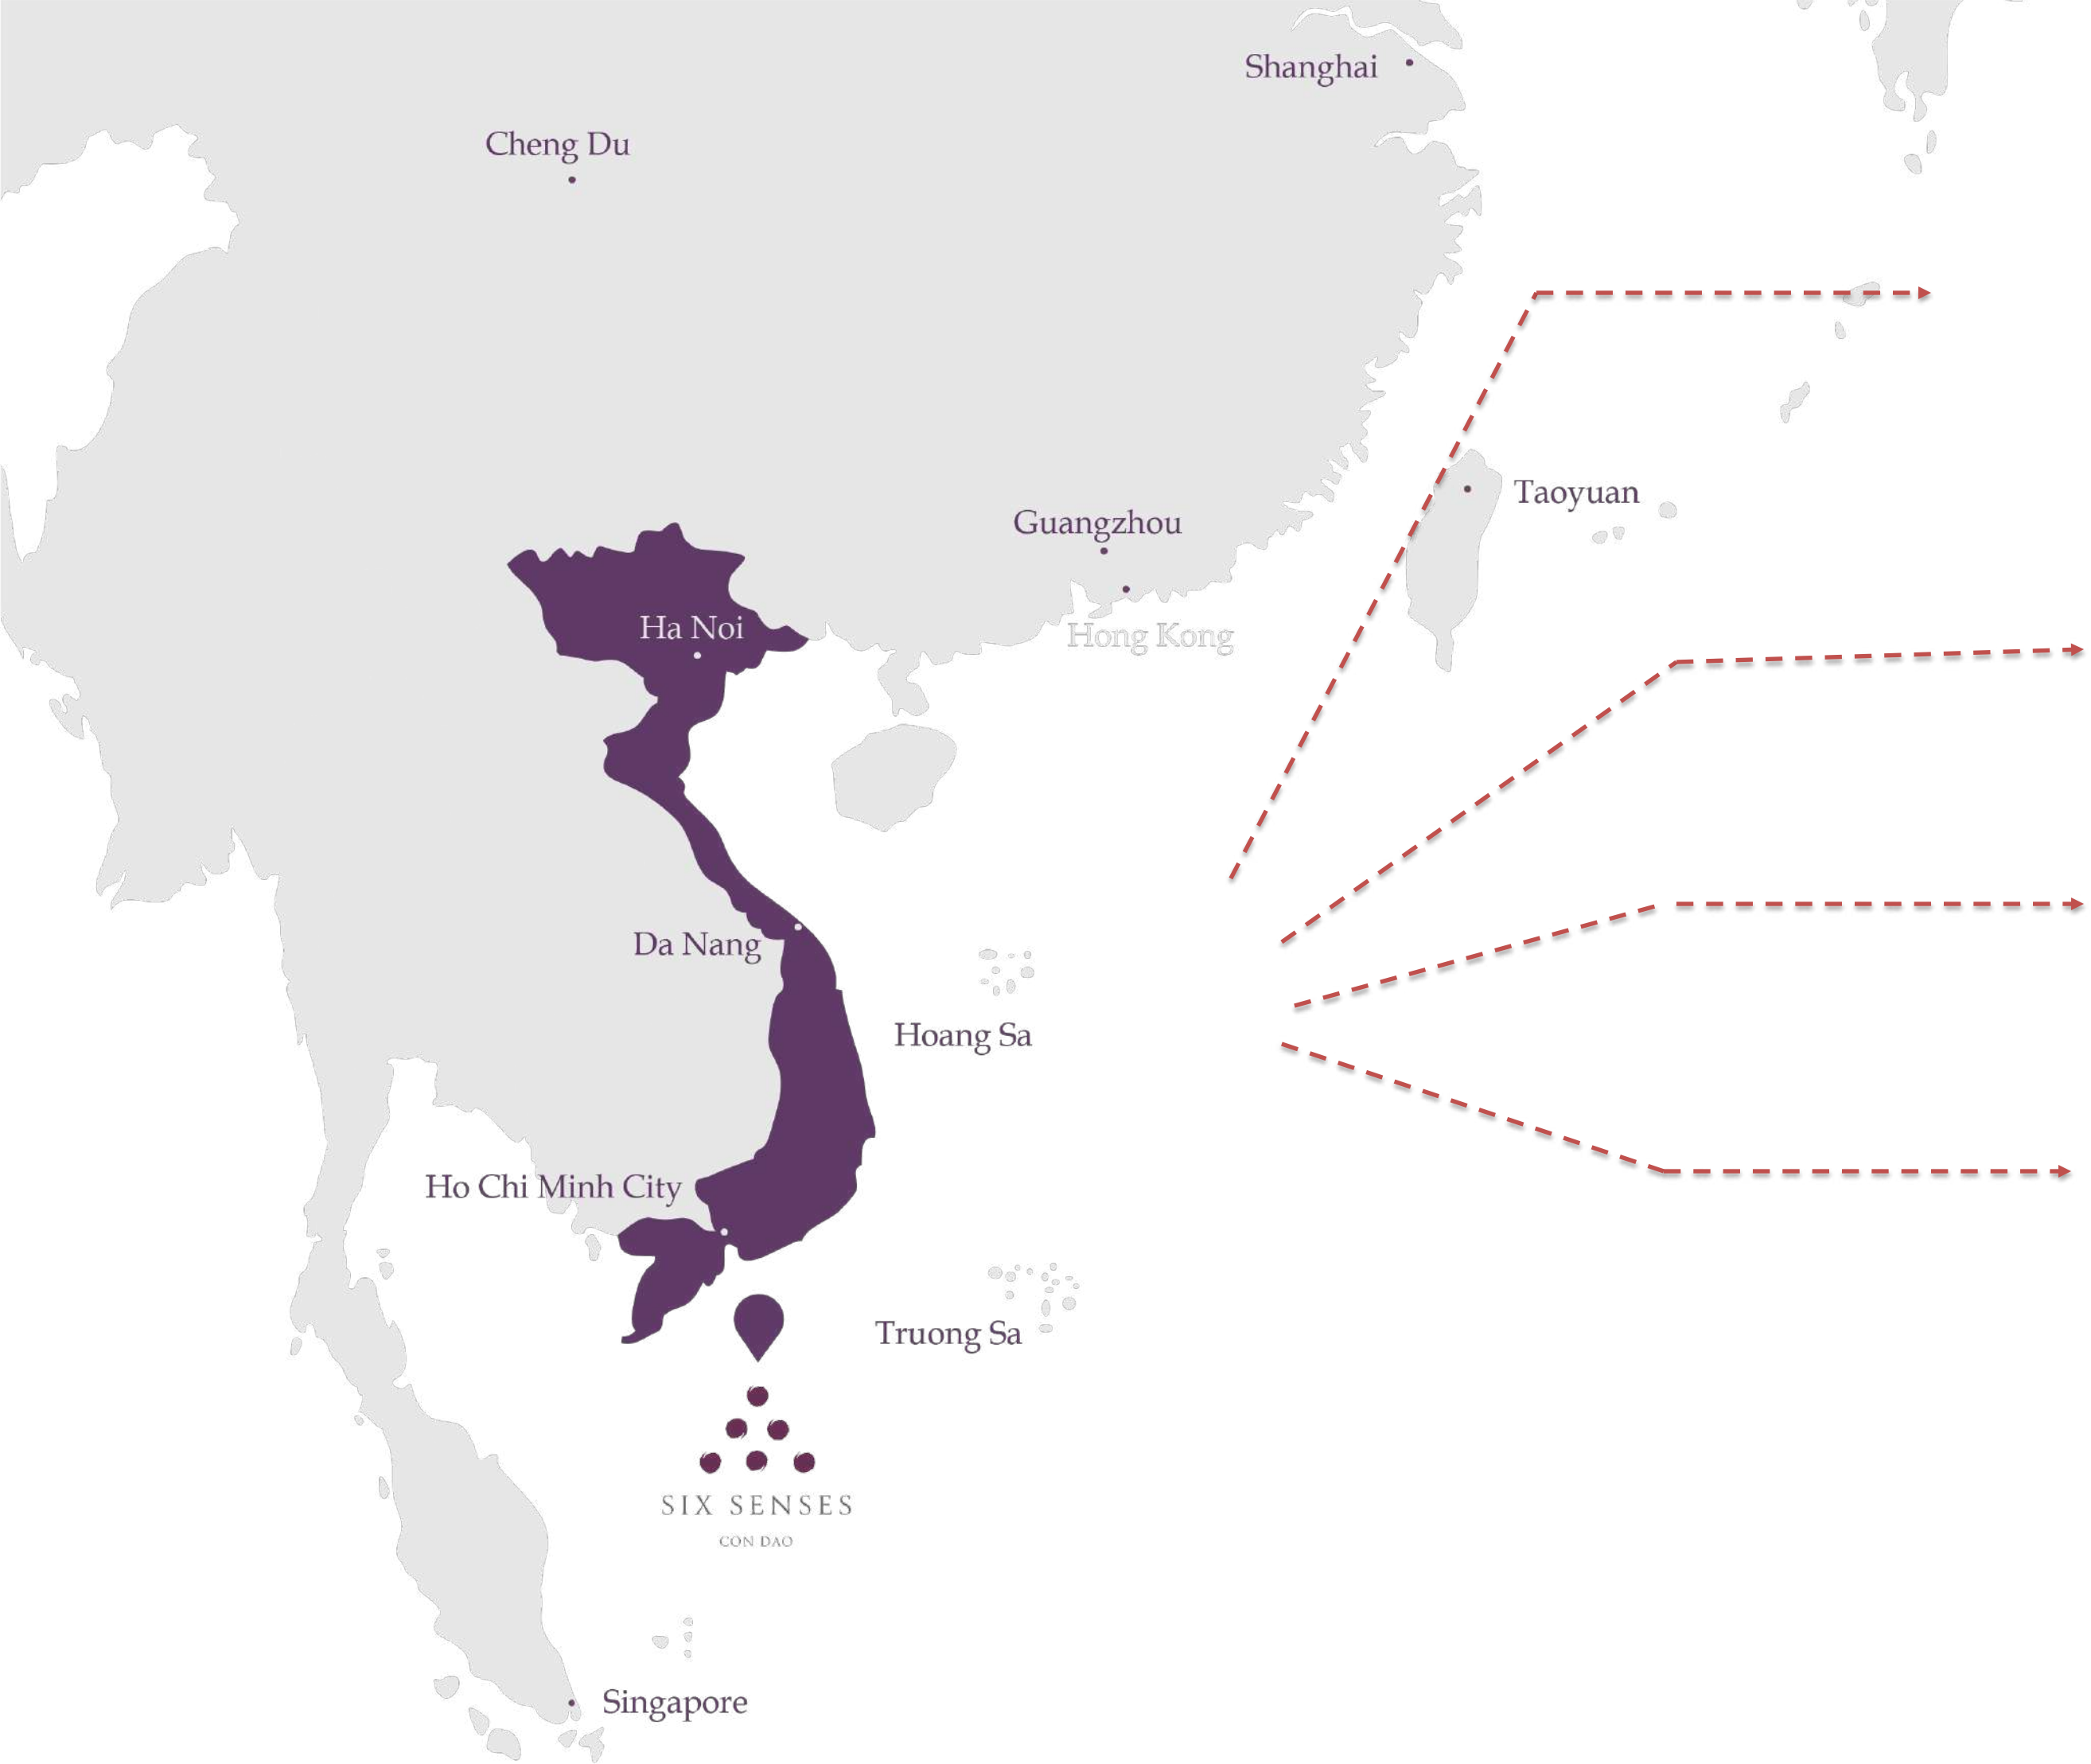 Shanghai
Cheng Du
Taoyuan
Guangzhou
Ha Noi
Hong Kong
Da Nang
Hoang Sa
Ho Chi Minh City
Truong Sa
SIX SENSES
CON DAO
Singapore